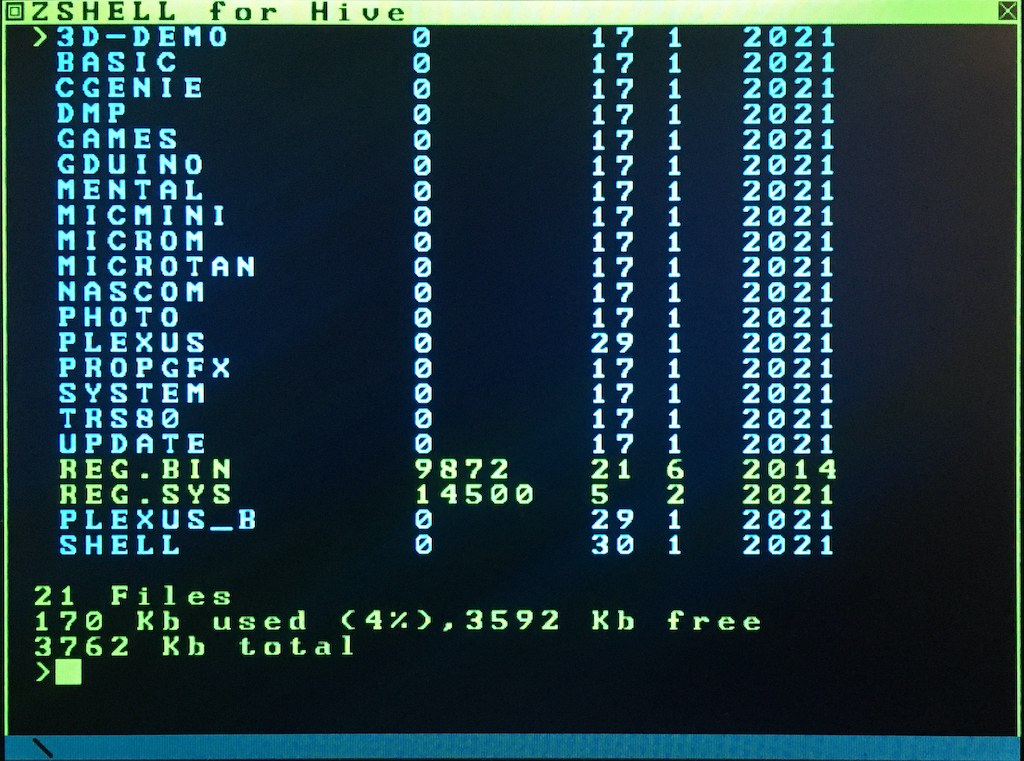 ZSHELL for Hive
>3D-DEMO 0 17 1 2021
BASIC 0 17 1 2021
CGENIE 0 17 1 2021
DMP 0 17 1 2021
GAMES 0 17 1 2021
GDUINO 0 17 1 2021
MENTAL 0 17 1 2021
MICMINI 0 17 1 2021
MICROM 0 17 1 2021
MICROTAN 0 17 1 2021
NASCOM 0 17 1 2021
PHOTO 0 17 1 2021
PLEXUS 0 29 1 2021
PROPGFX 0 17 1 2021
SYSTEM 0 17 1 2021
TRS80 0 17 1 2021
UPDATE 0 17 1 2021
REG.BIN 9872 21 6 2014
REG.SYS 14500 5 2 2021
PLEXUS_B 0 29 1 2021
SHELL 0 30 1 2021
21 Files
170 Kb used (4%),3592 Kb free
3762 Kb total
>